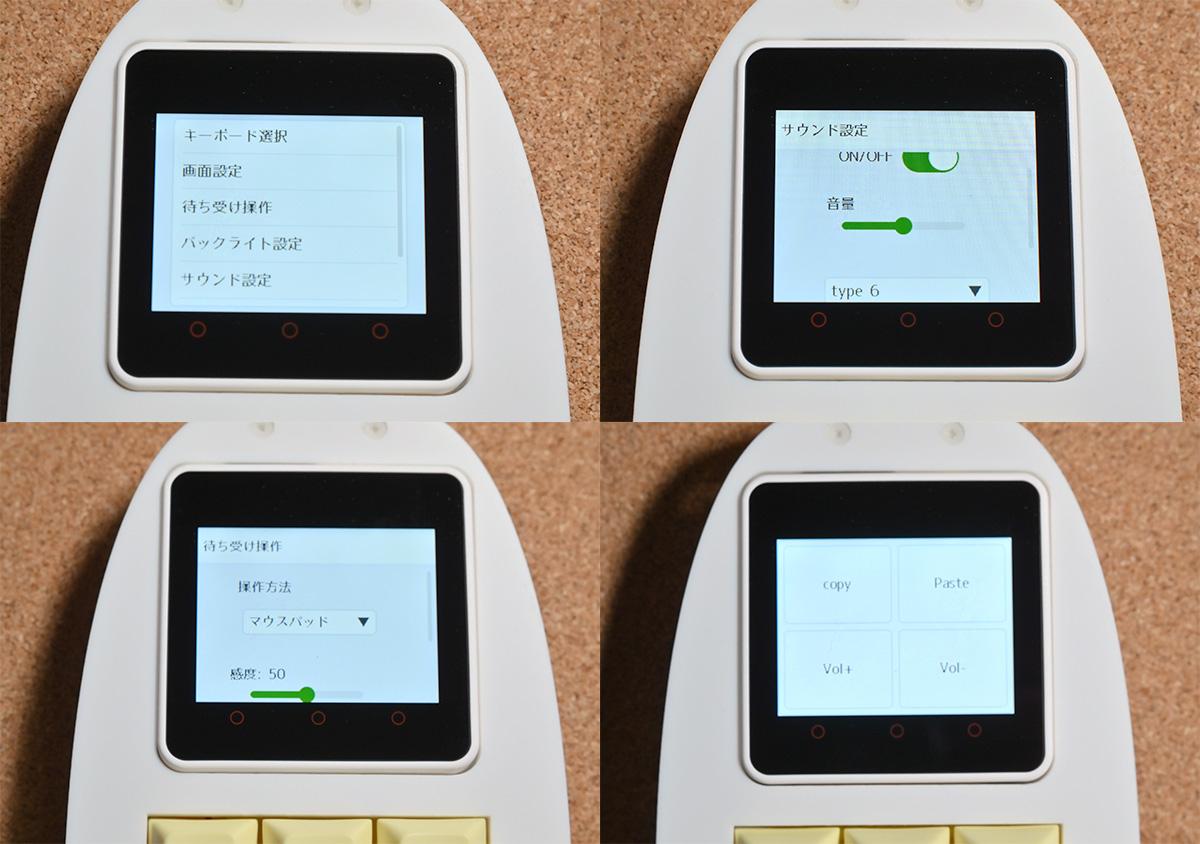 キーボード選択
画面設定
待ち受け操作
バックライト設定
サウンド設定
サウンド設定
ON/OFF
音量
type 6
待ち受け操作
操作方法
マウスパッド
感度: 50
copy
Paste
Vol+
Vol-